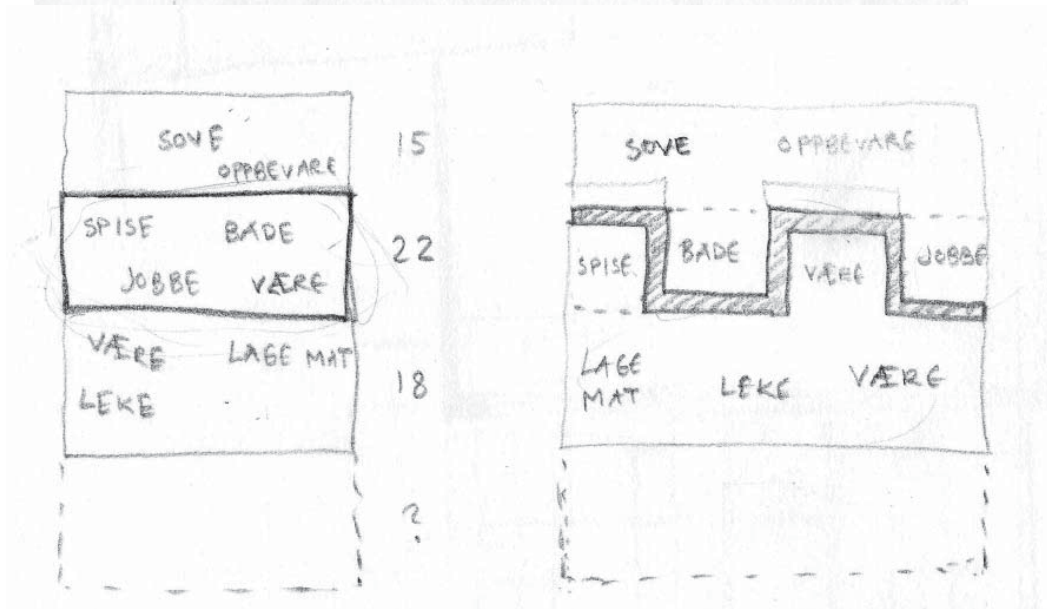 SOVE
OPPBEVARE
15
SPISE BADE
JOBBE VÆRE
22
VÆRE LAGE MAT
LEKE
18
?
SOVE OPPBEVARE
SPISE BADE VÆRE JOBBE
LAGE
MAT LEKE VÆRE